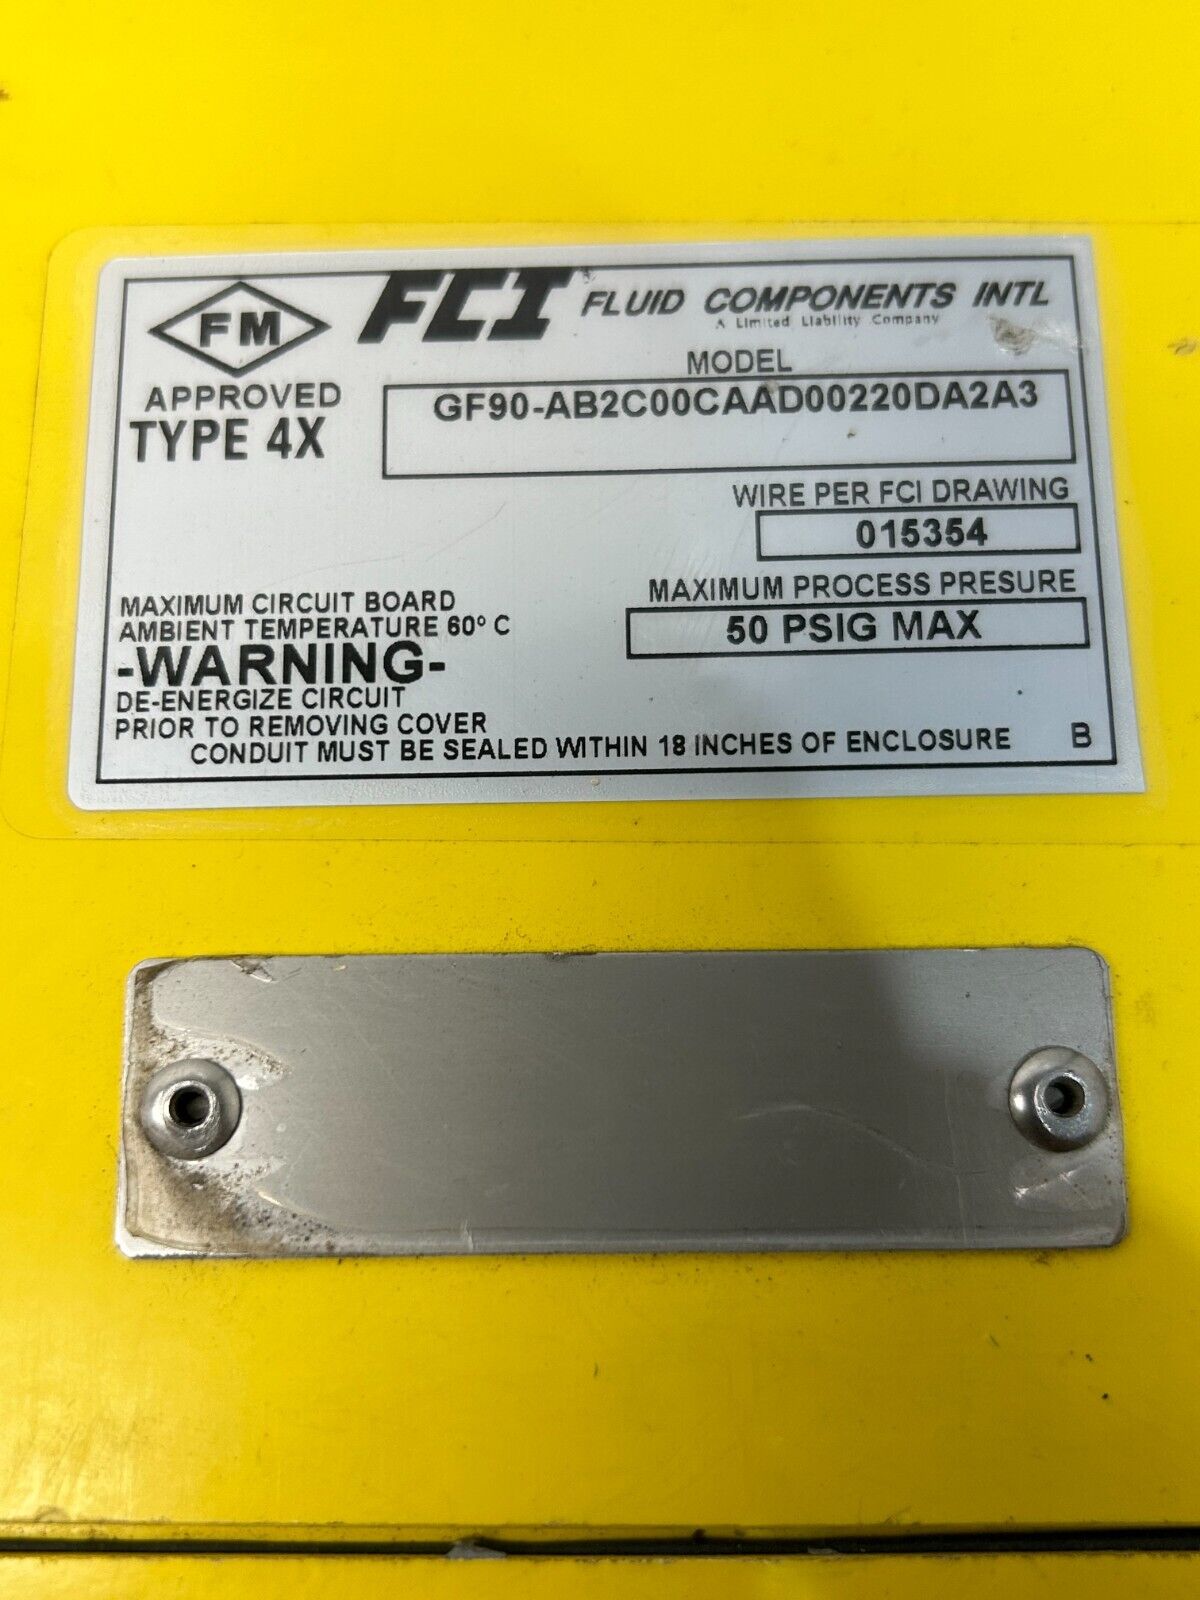 FM
APPROVED
TYPE 4X
FCI FLUID COMPONENTS INTL
A Limited Liability Company
MODEL
GF90-AB2C00CAAD00220DA2A3
WIRE PER FCI DRAWING
015354
MAXIMUM PROCESS PRESURE
50 PSIG MAX
MAXIMUM CIRCUIT BOARD
AMBIENT TEMPERATURE 60° C
-WARNING-
DE-ENERGIZE CIRCUIT
PRIOR TO REMOVING COVER
CONDUIT MUST BE SEALED WITHIN 18 INCHES OF ENCLOSURE B